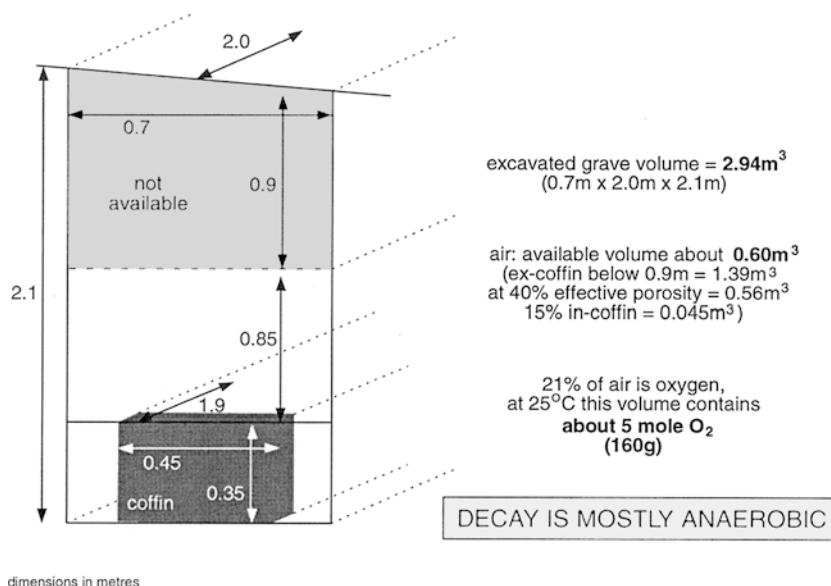 2.0
0.7
not
available
0.9
2.1
0.85
1.9
0.45
0.35
coffin
dimensions in metres
excavated grave volume = 2.94m³
(0.7m x 2.0m x 2.1m)
air: available volume about 0.60m³
(ex-coffin below 0.9m = 1.39m³
at 40% effective porosity = 0.56m³
15% in-coffin = 0.045m³)
21% of air is oxygen,
at 25°C this volume contains
about 5 mole O₂
(160g)
DECAY IS MOSTLY ANAEROBIC